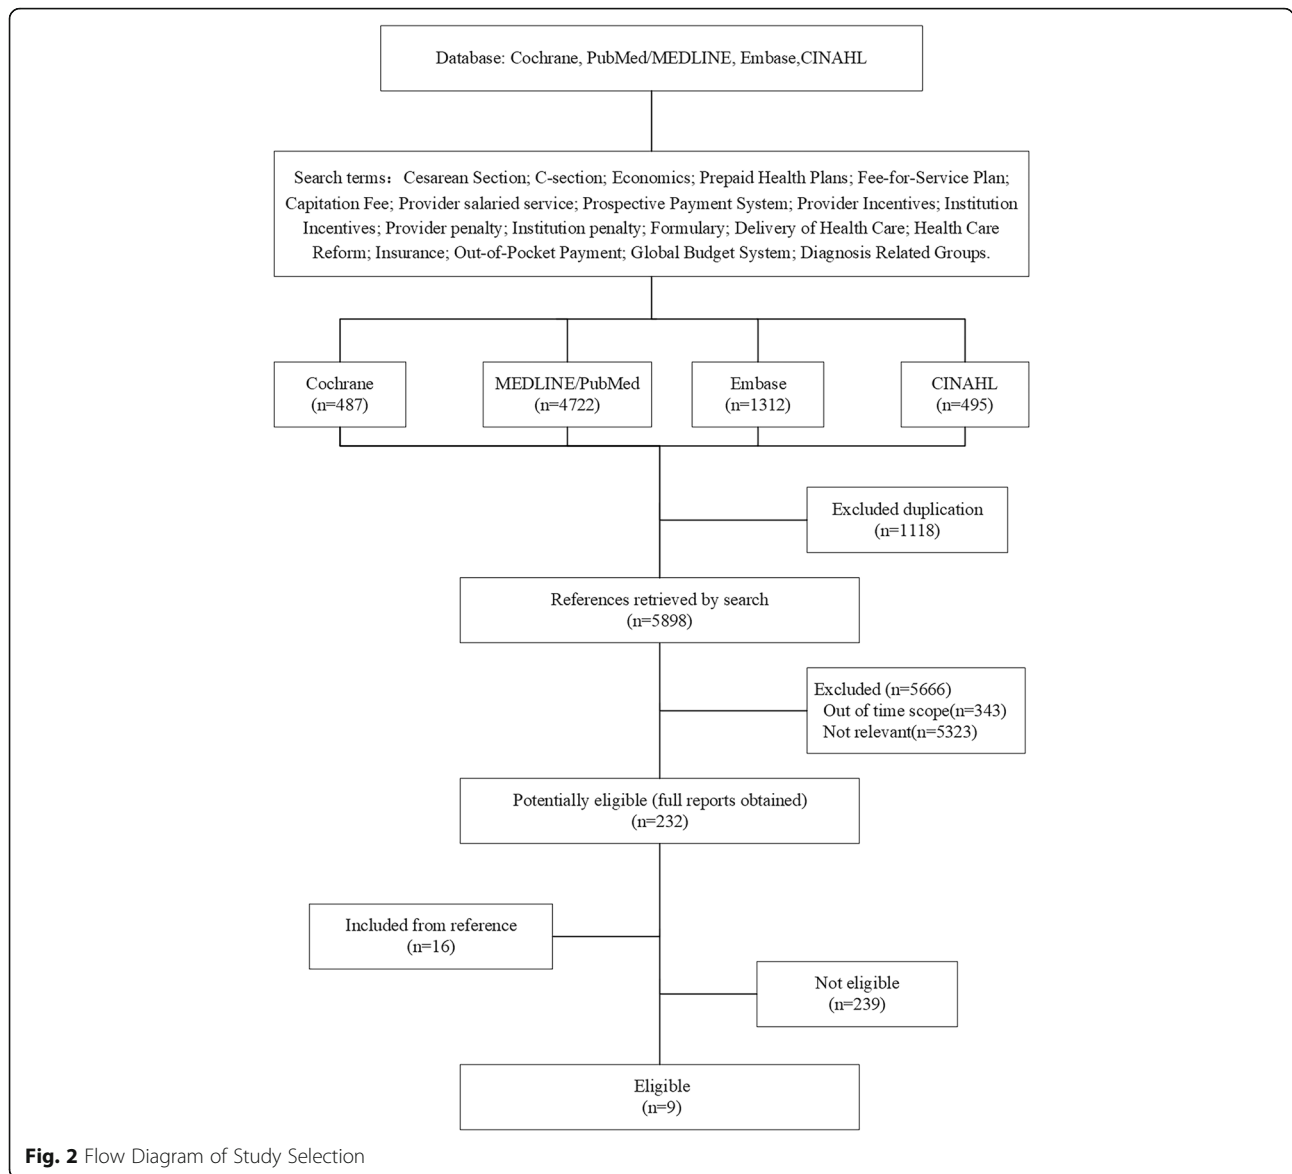 Database: Cochrane, PubMed/MEDLINE, Embase,CINAHL
Search terms： Cesarean Section; C-section; Economics; Prepaid Health Plans; Fee-for-Service Plan;
Capitation Fee; Provider salaried service; Prospective Payment System; Provider Incentives; Institution
Incentives; Provider penalty; Institution penalty; Formulary; Delivery of Health Care; Health Care
Reform; Insurance; Out-of-Pocket Payment; Global Budget System; Diagnosis Related Groups.
Cochrane
(n=487)
MEDLINE/PubMed
(n=4722)
Embase
(n=1312)
CINAHL
(n=495)
Excluded duplication
(n=1118)
References retrieved by search
(n=5898)
Excluded (n=5666)
Out of time scope(n=343)
Not relevant(n=5323)
Potentially eligible (full reports obtained)
(n=232)
Included from reference
(n=16)
Not eligible
(n=239)
Eligible
(n=9)
Fig. 2 Flow Diagram of Study Selection